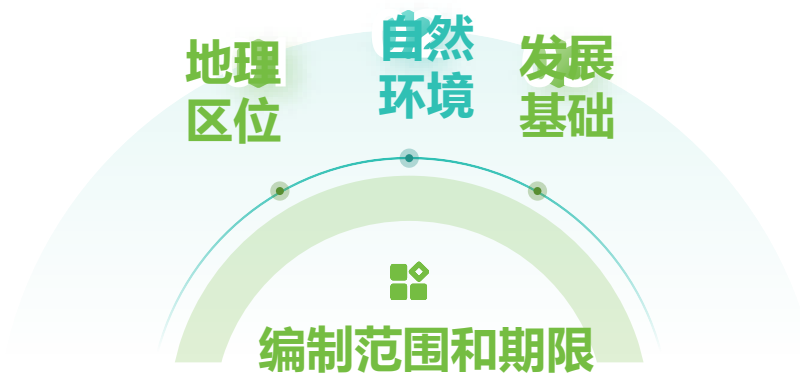 地理
区位
自然
环境
发展
基础
编制范围和期限